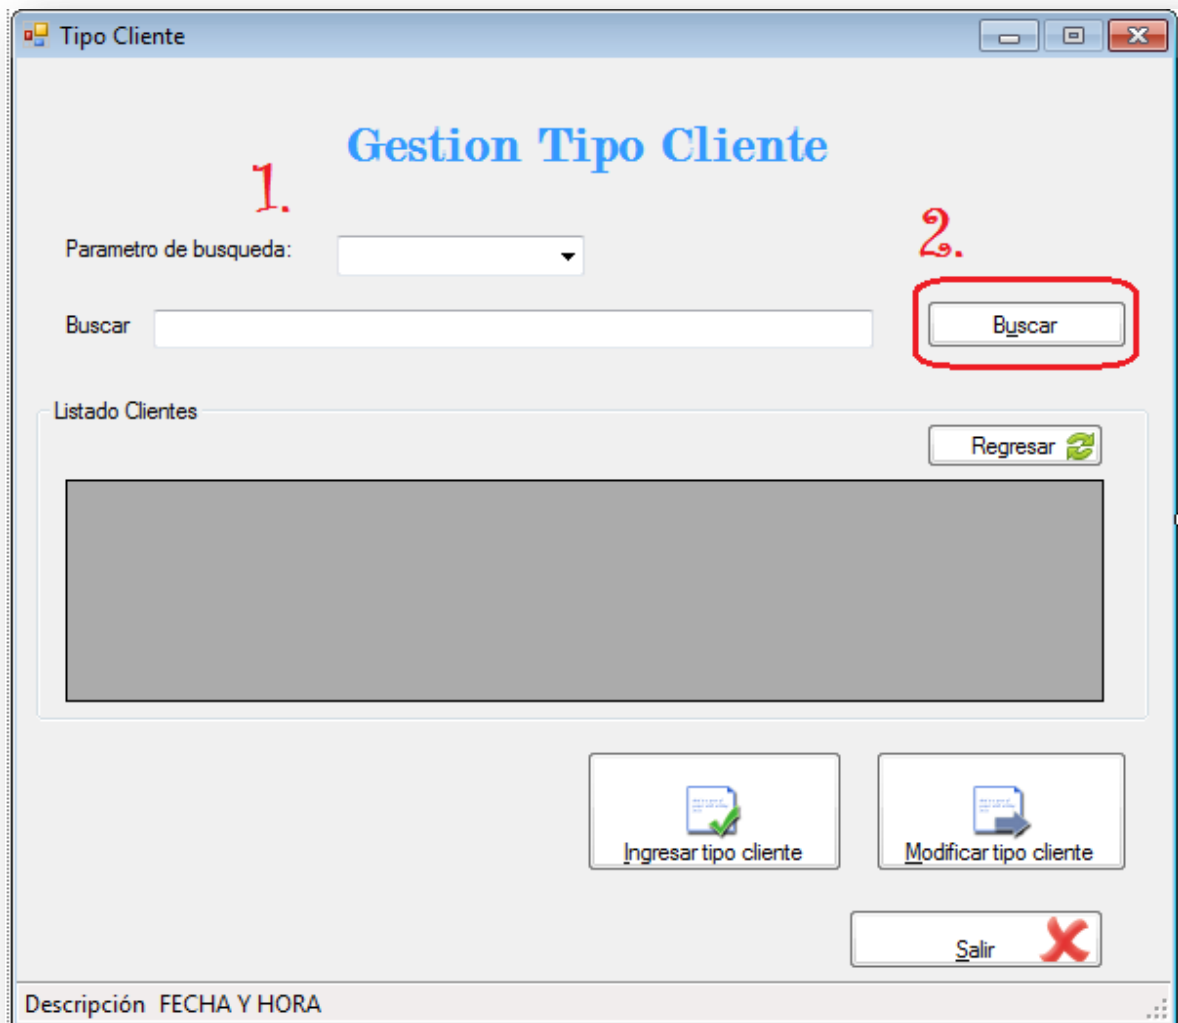 Tipo Cliente
Gestion Tipo Cliente
1.
2.
Parametro de busqueda:
Buscar
Buscar
Listado Clientes
Regresar
Ingresar tipo cliente
Modificar tipo cliente
Salir
Descripción FECHA Y HORA